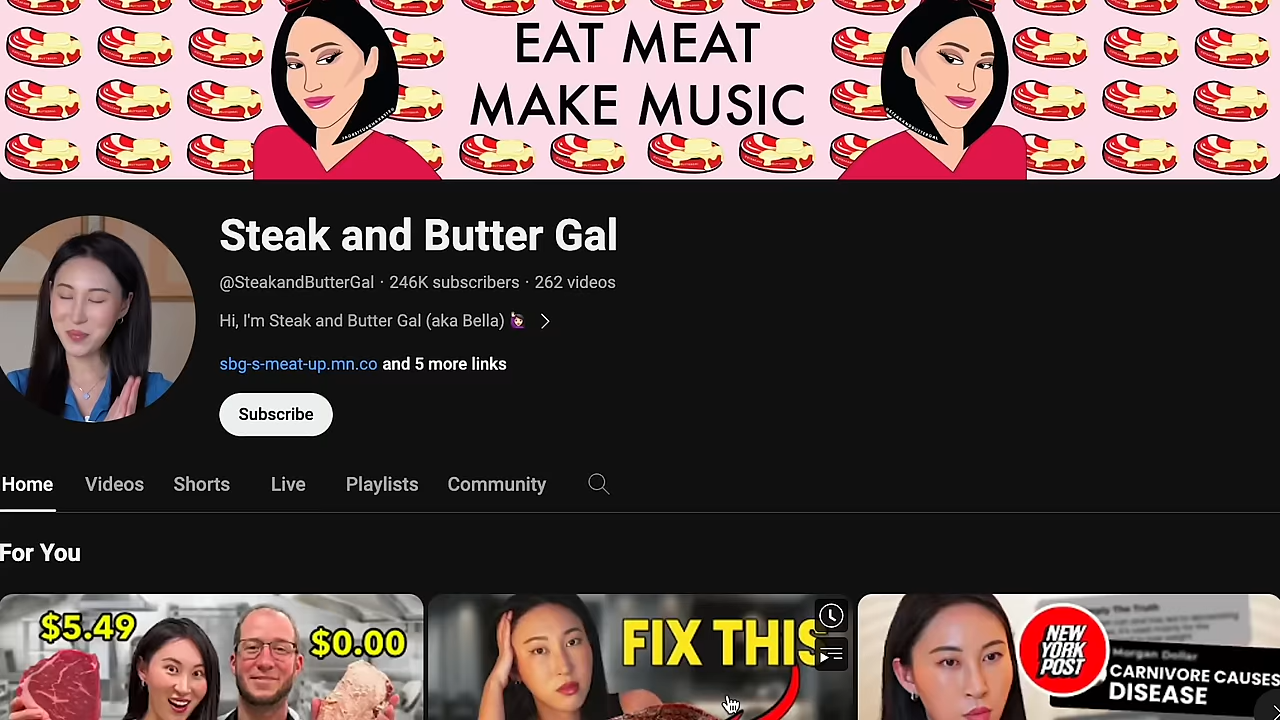 EAT MEAT
MAKE MUSIC
Steak and Butter Gal
@SteakandButterGal · 246K subscribers · 262 videos
Hi, I'm Steak and Butter Gal (aka Bella) 🙋🏻‍♀️
sbg-s-meat-up.mn.co and 5 more links
Subscribe
Home Videos Shorts Live Playlists Community
For You
$5.49
$0.00
FIX THIS
NEW
YORK
POST
Morgan Dollar
CARNIVORE CAUSES
DISEASE